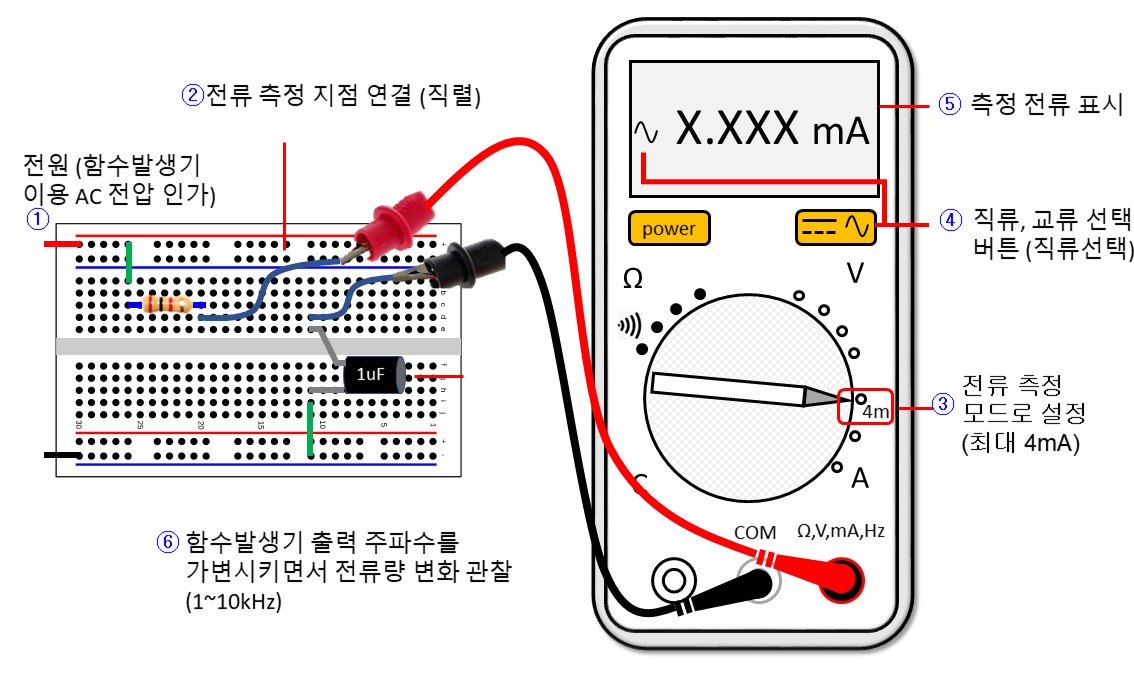 ②전류 측정 지점 연결 (직렬)
전원 (함수발생기
이용 AC 전압 인가)
①
X.XXX mA
⑤ 측정 전류 표시
power
④ 직류, 교류 선택
버튼 (직류선택)
Ω
V
4m
③ 전류 측정
모드로 설정
(최대 4mA)
A
C
COM
Ω,V,mA,Hz
1uF
30 25 20 15 10 5 1
⑥ 함수발생기 출력 주파수를
가변시키면서 전류량 변화 관찰
(1~10kHz)